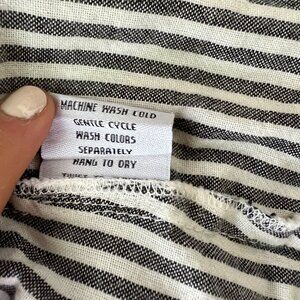 MACHINE WASH COLD
GENTLE CYCLE
WASH COLORS
SEPARATELY
HANG TO DRY